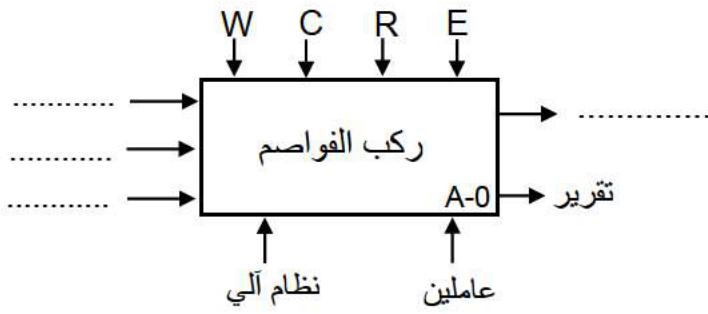 W C R E
............ ركب الفواصم ..............
............
............ A-0 تقرير
نظام آلي عاملين